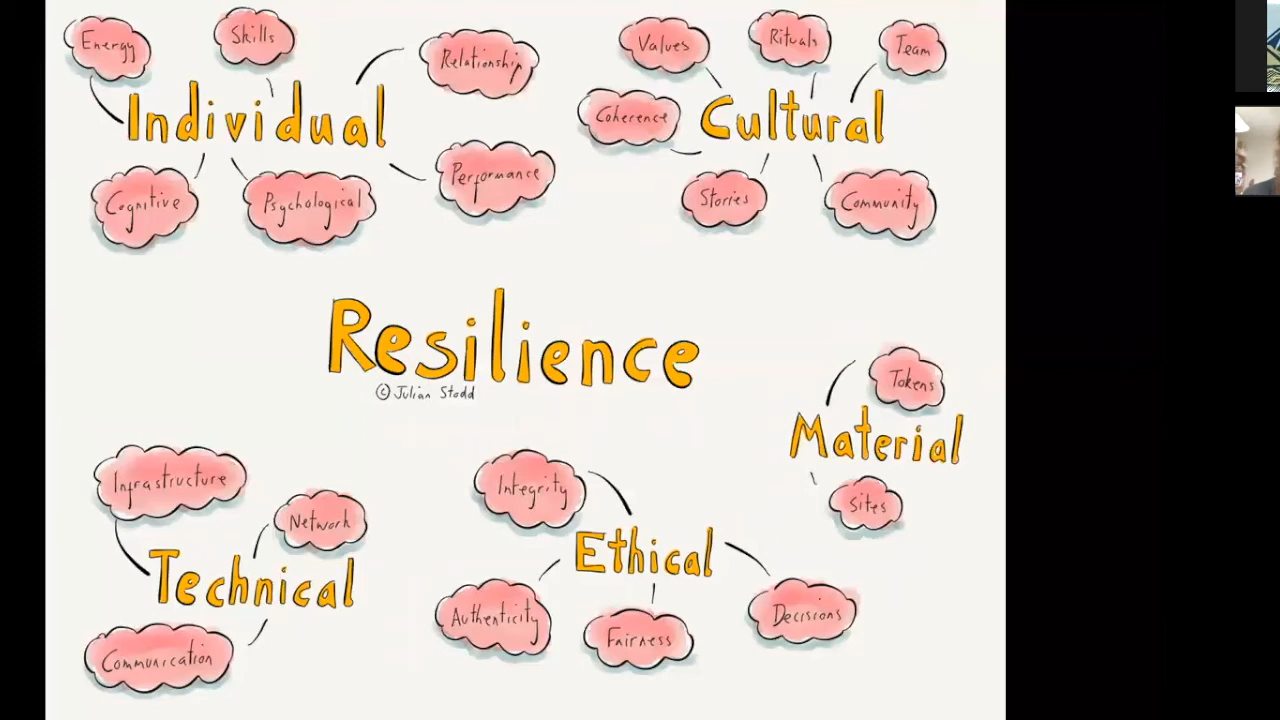 Energy
Skills
Relationship
Individual
Cognitive
Psychological
Performance
Values
Rituals
Team
Coherence
Cultural
Stories
Community
Resilience
© Julian Stodd
Tokens
Material
Sites
Infrastructure
Network
Technical
Communication
Integrity
Ethical
Authenticity
Fairness
Decisions